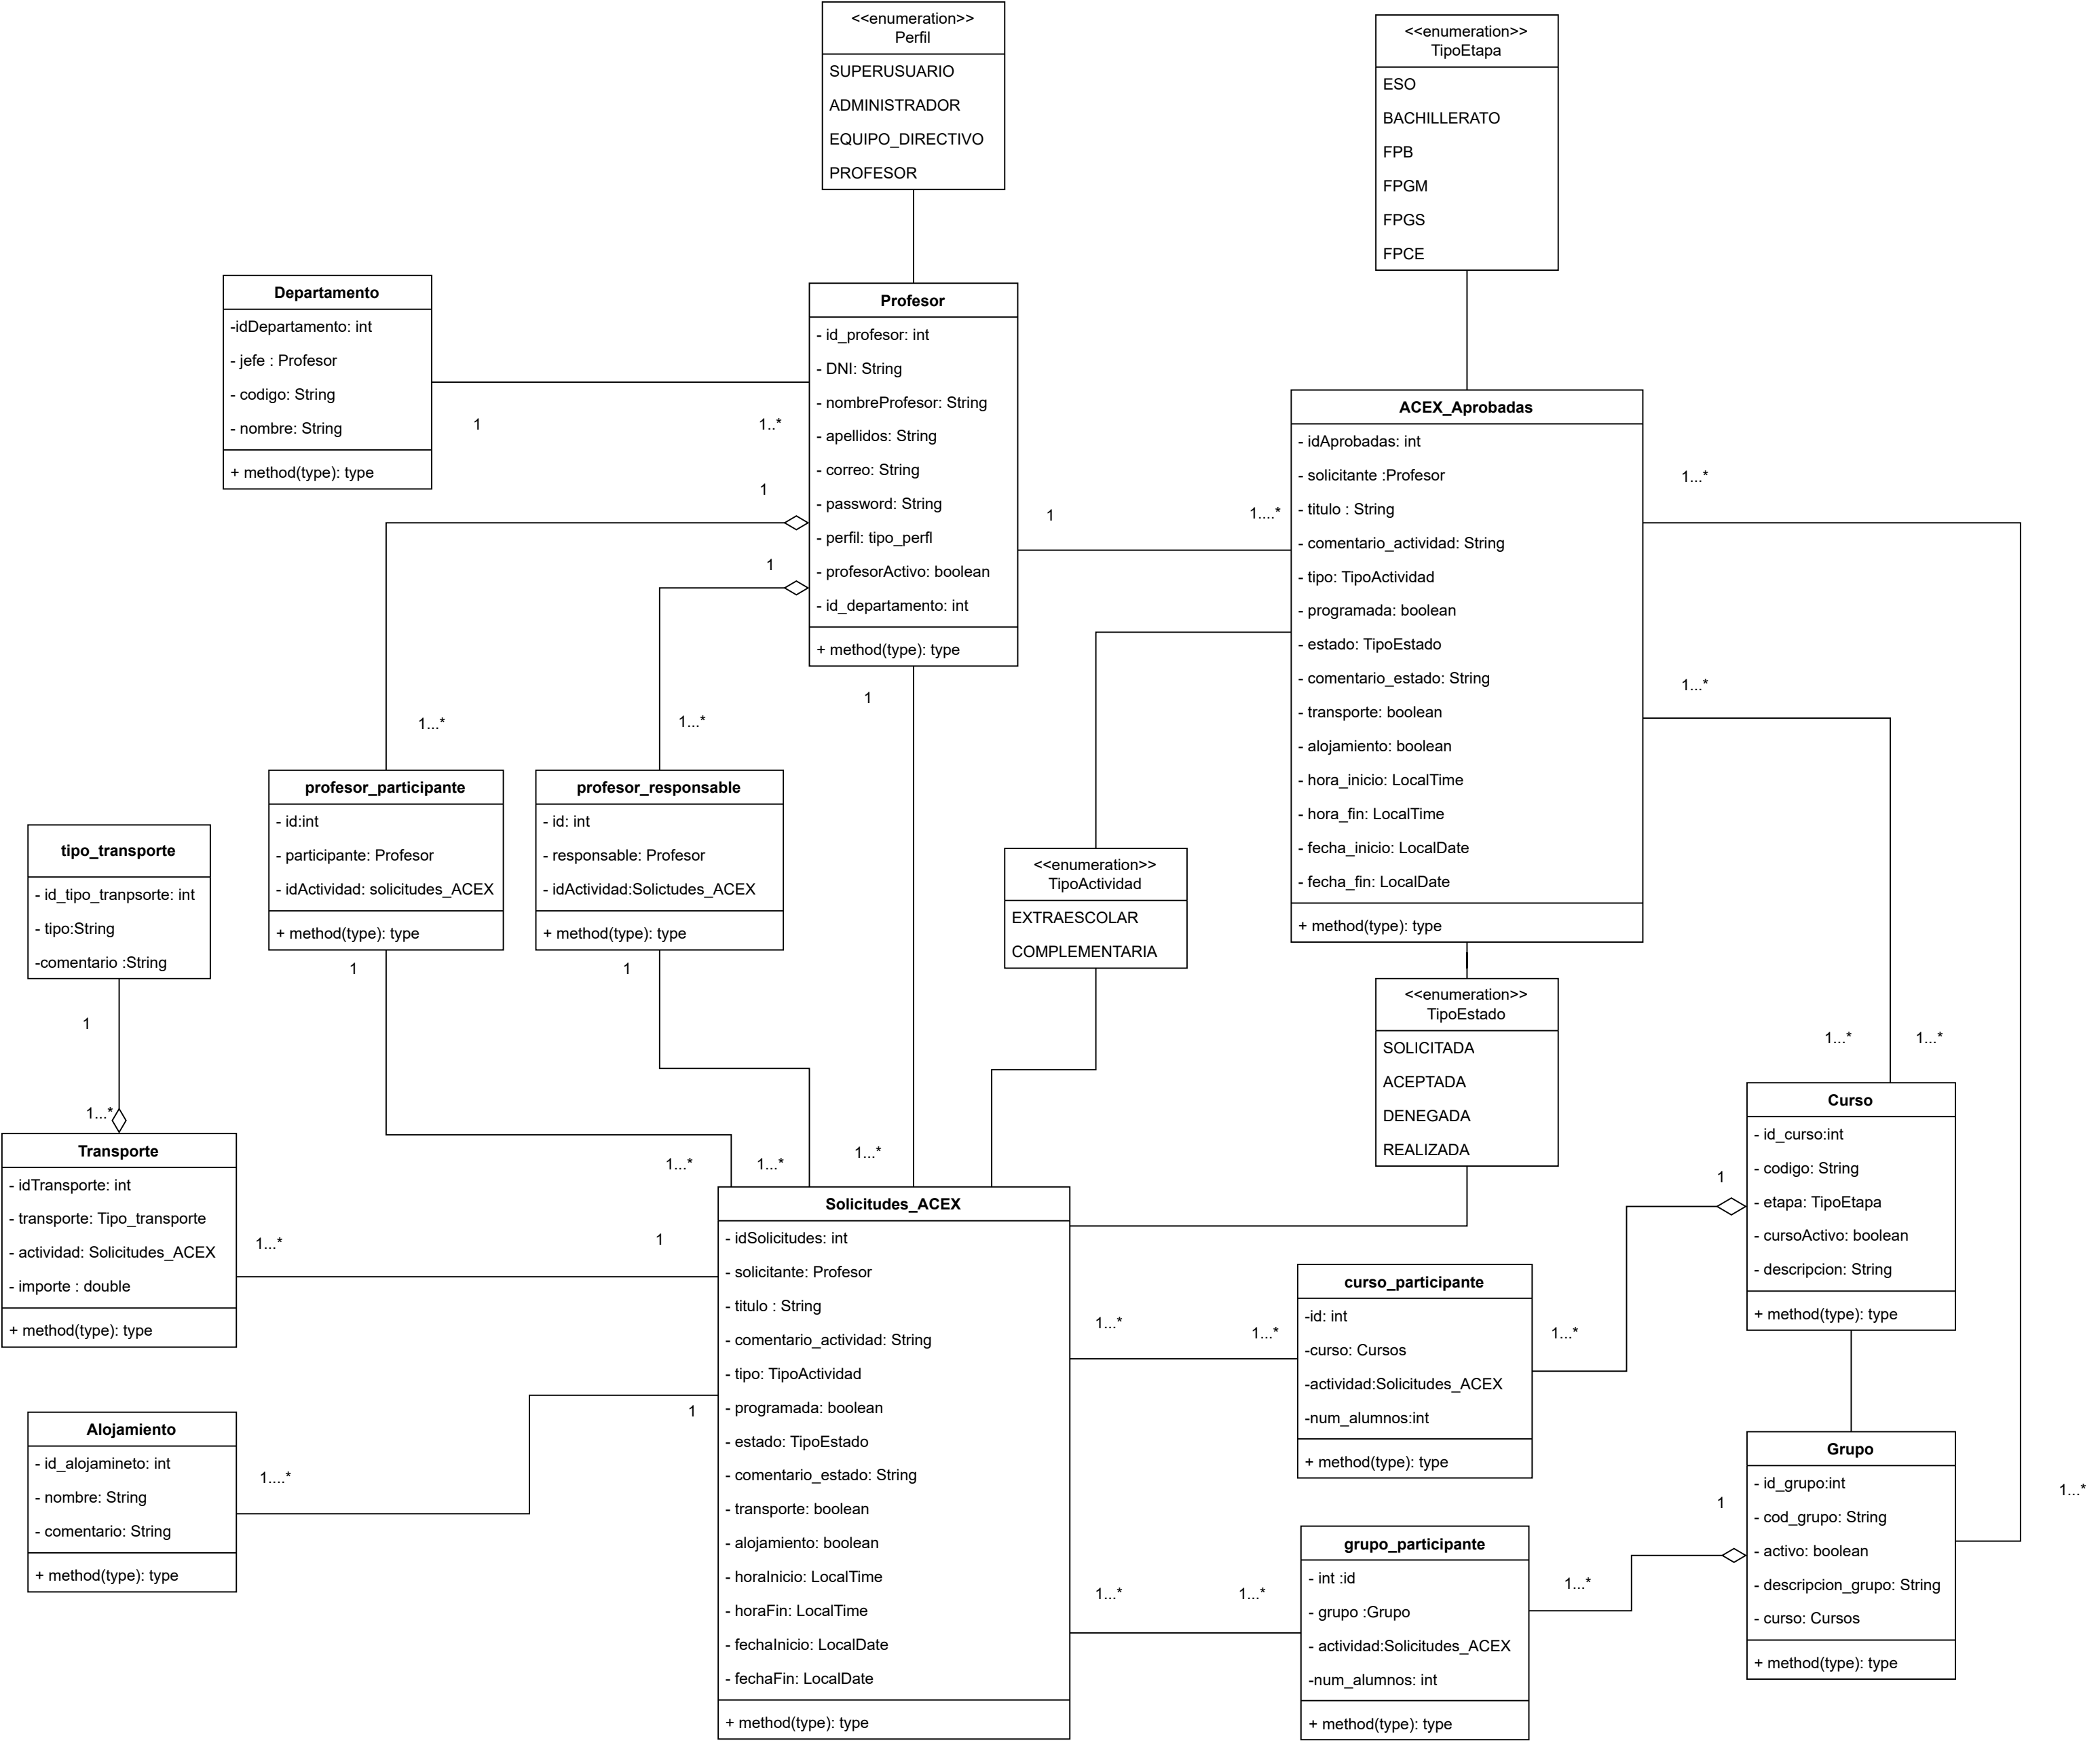 <<enumeration>>
Perfil
SUPERUSUARIO
ADMINISTRADOR
EQUIPO_DIRECTIVO
PROFESOR
<<enumeration>>
TipoEtapa
ESO
BACHILLERATO
FPB
FPGM
FPGS
FPCE
Departamento
-idDepartamento: int
- jefe : Profesor
- codigo: String
- nombre: String
+ method(type): type
1
1..*
Profesor
- id_profesor: int
- DNI: String
- nombreProfesor: String
- apellidos: String
- correo: String
- password: String
- perfil: tipo_perfl
- profesorActivo: boolean
- id_departamento: int
+ method(type): type
1
1
1
1
1....*
ACEX_Aprobadas
- idAprobadas: int
- solicitante :Profesor
- titulo : String
- comentario_actividad: String
- tipo: TipoActividad
- programada: boolean
- estado: TipoEstado
- comentario_estado: String
- transporte: boolean
- alojamiento: boolean
- hora_inicio: LocalTime
- hora_fin: LocalTime
- fecha_inicio: LocalDate
- fecha_fin: LocalDate
+ method(type): type
1...*
1...*
1...*
1...*
profesor_participante
- id:int
- participante: Profesor
- idActividad: solicitudes_ACEX
+ method(type): type
1
profesor_responsable
- id: int
- responsable: Profesor
- idActividad:Solictudes_ACEX
+ method(type): type
1
tipo_transporte
- id_tipo_tranpsorte: int
- tipo:String
-comentario :String
1
1...*
<<enumeration>>
TipoActividad
EXTRAESCOLAR
COMPLEMENTARIA
<<enumeration>>
TipoEstado
SOLICITADA
ACEPTADA
DENEGADA
REALIZADA
1...*
1...*
Curso
- id_curso:int
- codigo: String
- etapa: TipoEtapa
- cursoActivo: boolean
- descripcion: String
+ method(type): type
1
Transporte
- idTransporte: int
- transporte: Tipo_transporte
- actividad: Solicitudes_ACEX
- importe : double
+ method(type): type
1...*
1
1...*
1...*
1...*
Solicitudes_ACEX
- idSolicitudes: int
- solicitante: Profesor
- titulo : String
- comentario_actividad: String
- tipo: TipoActividad
- programada: boolean
- estado: TipoEstado
- comentario_estado: String
- transporte: boolean
- alojamiento: boolean
- horaInicio: LocalTime
- horaFin: LocalTime
- fechaInicio: LocalDate
- fechaFin: LocalDate
+ method(type): type
1...*
1...*
curso_participante
-id: int
-curso: Cursos
-actividad:Solicitudes_ACEX
-num_alumnos:int
+ method(type): type
1...*
Alojamiento
- id_alojamineto: int
- nombre: String
- comentario: String
+ method(type): type
1....*
1
1...*
1...*
grupo_participante
- int :id
- grupo :Grupo
- actividad:Solicitudes_ACEX
-num_alumnos: int
+ method(type): type
1...*
1
Grupo
- id_grupo:int
- cod_grupo: String
- activo: boolean
- descripcion_grupo: String
- curso: Cursos
+ method(type): type
1...*